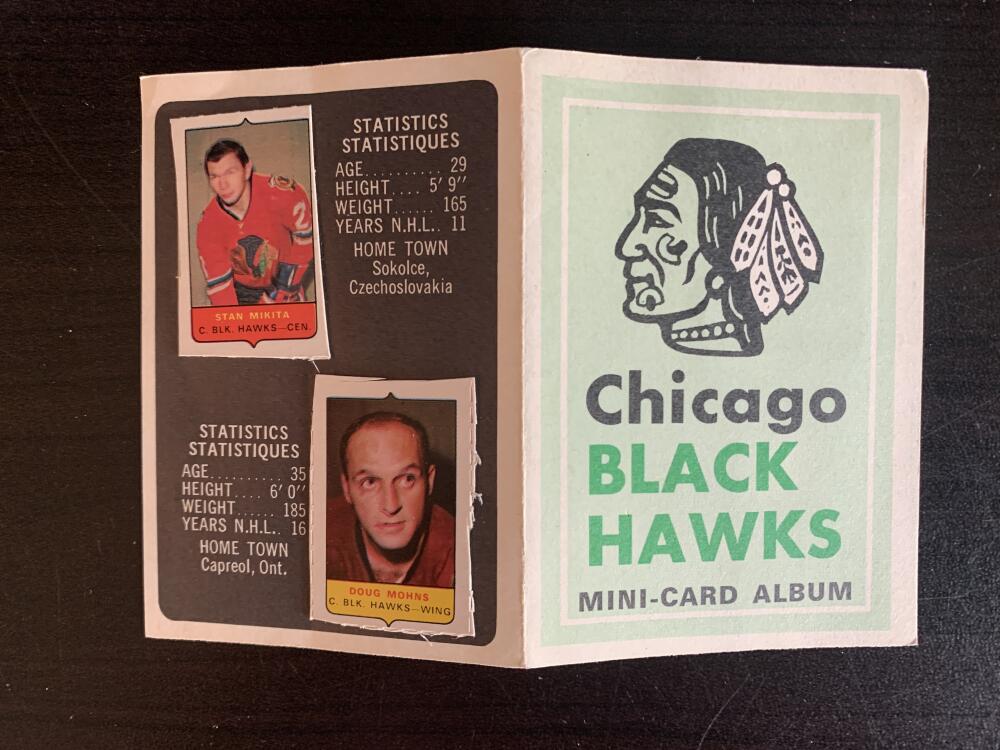 STAN MIKITA
C. BLK. HAWKS—CEN.
STATISTICS
STATISTIQUES
AGE.......... 29
HEIGHT.... 5' 9"
WEIGHT...... 165
YEARS N.H.L.. 11
HOME TOWN
Sokolce,
Czechoslovakia
STATISTICS
STATISTIQUES
AGE.......... 35
HEIGHT.... 6' 0"
WEIGHT...... 185
YEARS N.H.L. 16
HOME TOWN
Capreol, Ont.
DOUG MOHNS
C. BLK. HAWKS—WING
Chicago
BLACK
HAWKS
MINI-CARD ALBUM